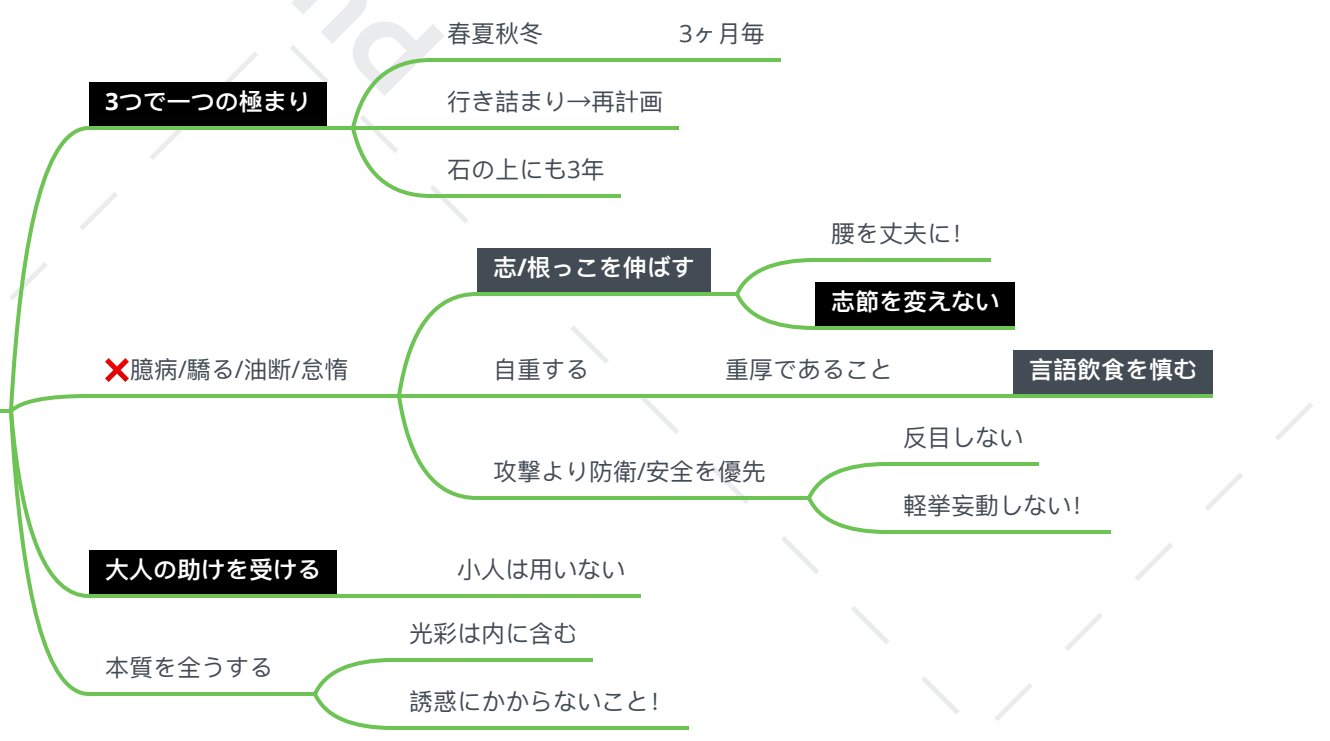 春夏秋冬 3ヶ月毎
3つで一つの極まり
行き詰まり→再計画
石の上にも3年
腰を丈夫に!
志/根っこを伸ばす
志節を変えない
❌臆病/驕る/油断/怠惰
自重する 重厚であること 言語飲食を慎む
反目しない
攻撃より防衛/安全を優先
軽挙妄動しない!
大人の助けを受ける 小人は用いない
光彩は内に含む
本質を全うする
誘惑にかからないこと!